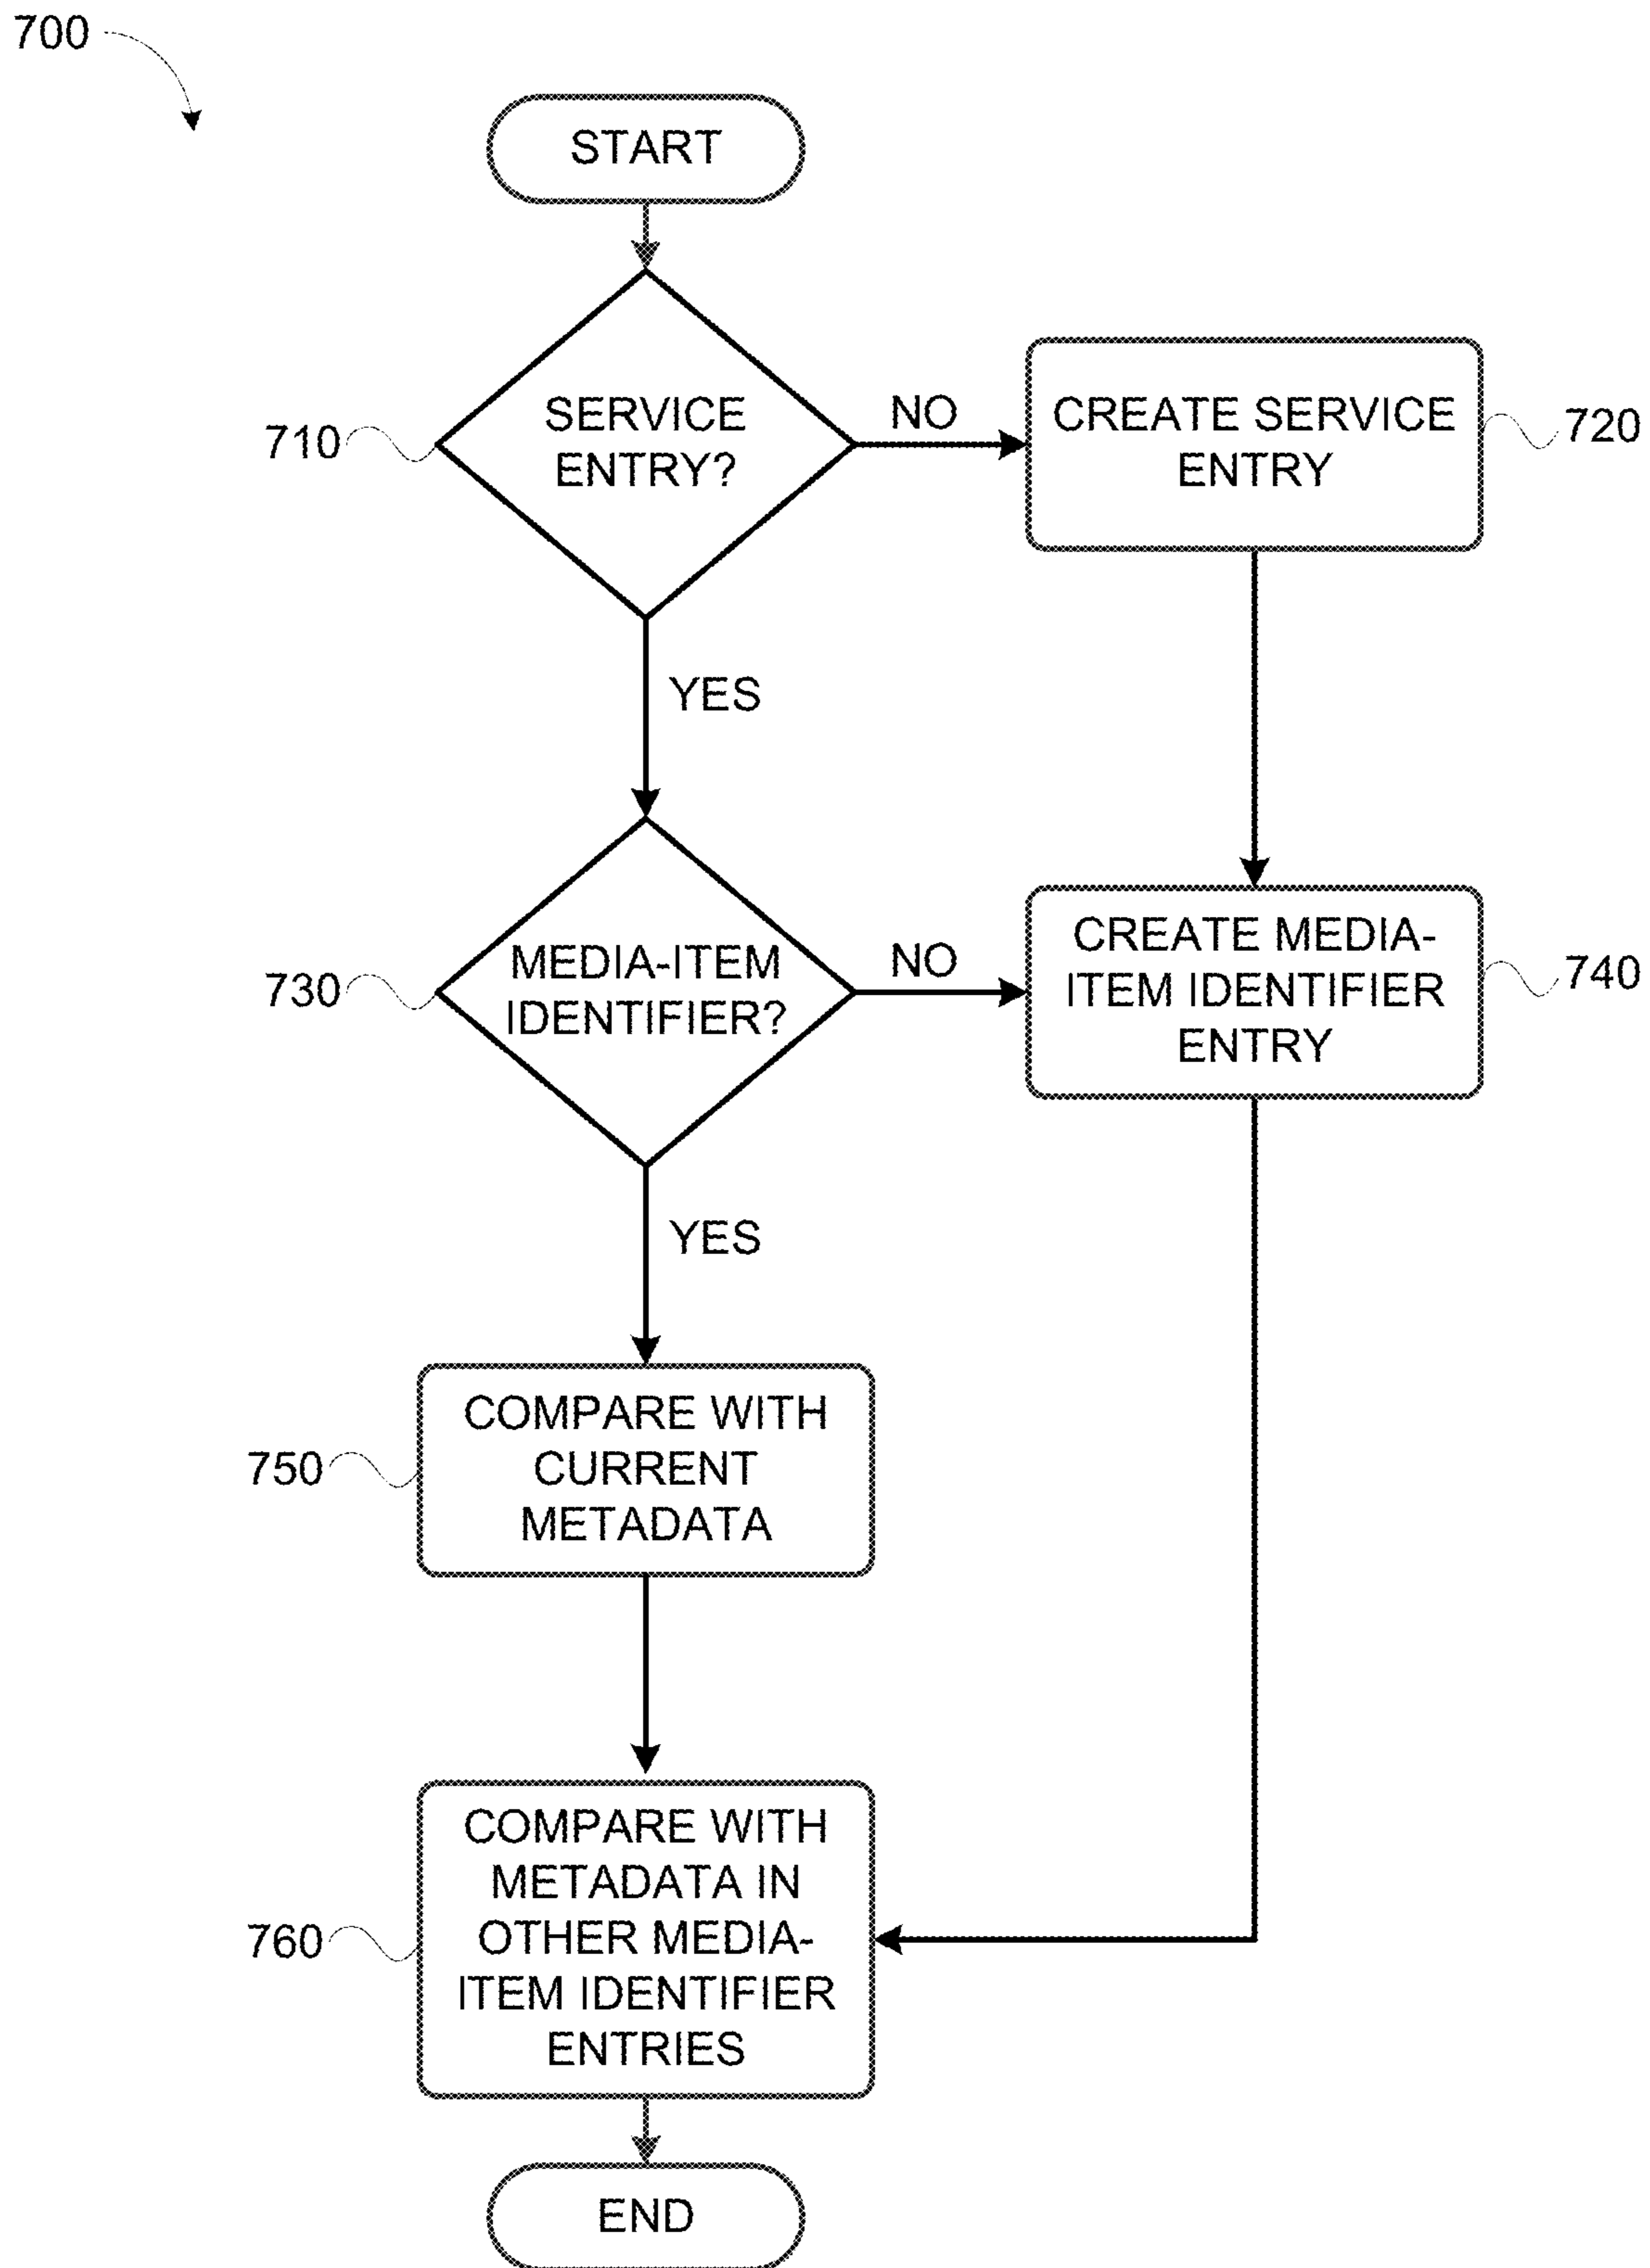 700
START
SERVICE
ENTRY?
710
NO
CREATE SERVICE
ENTRY
720
YES
MEDIA-ITEM
IDENTIFIER?
730
NO
CREATE MEDIA-
ITEM IDENTIFIER
ENTRY
740
YES
COMPARE WITH
CURRENT
METADATA
750
COMPARE WITH
METADATA IN
OTHER MEDIA-
ITEM IDENTIFIER
ENTRIES
760
END